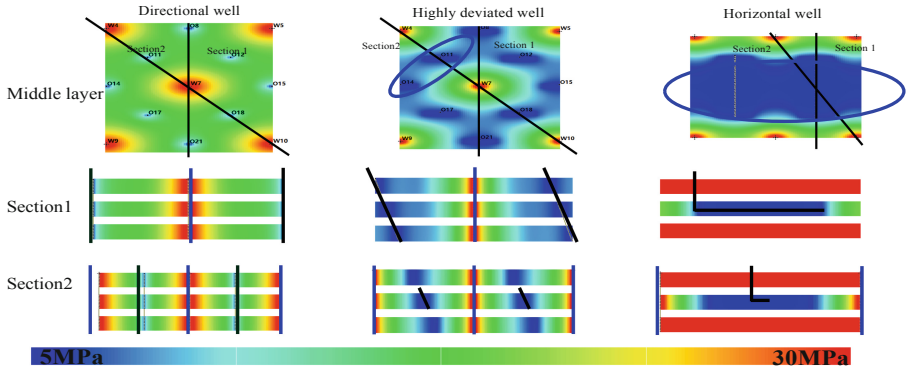 Directional well
Highly deviated well
Horizontal well
Middle layer
W4 O8 W5
Section2 Section 1
O11 O12
O14 W7 O15
O17 O18
W9 O21 W10
W4 O8 W5
Section2 Section 1
O11 O12
O14 W7 O15
O17 O18
W9 O21 W10
Section2 Section 1
Section1
Section2
5MPa 30MPa